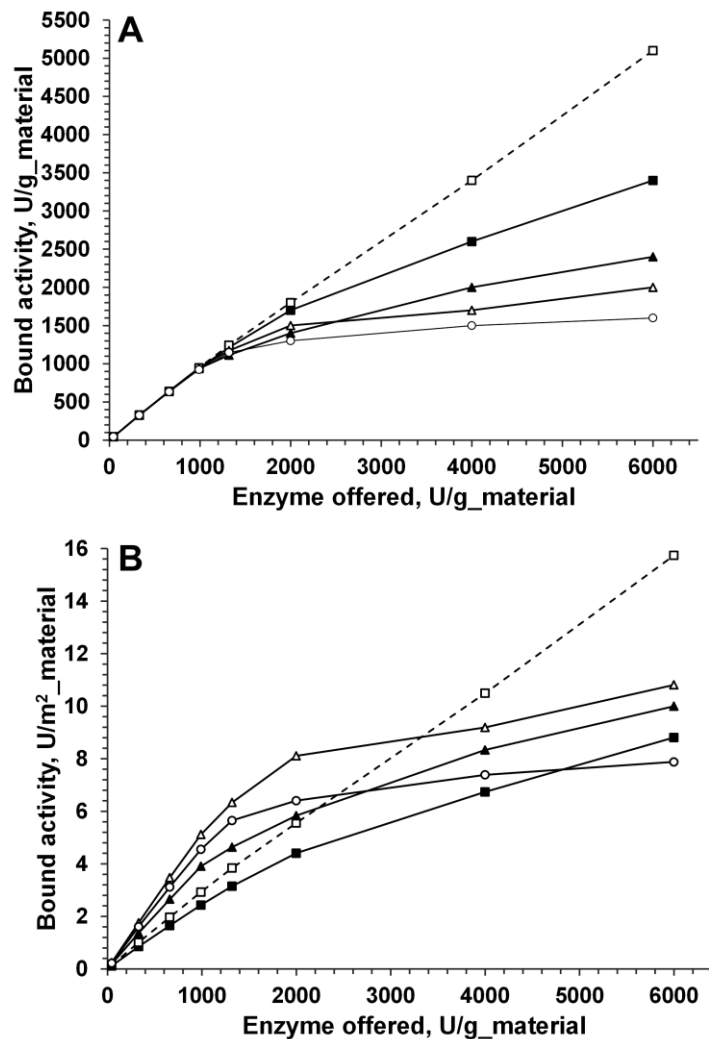 A
5500
5000
4500
4000
3500
3000
2500
2000
1500
1000
500
0
Bound activity, U/g_material
0 1000 2000 3000 4000 5000 6000
Enzyme offered, U/g_material
B
16
14
12
10
8
6
4
2
0
Bound activity, U/m²_material
0 1000 2000 3000 4000 5000 6000
Enzyme offered, U/g_material